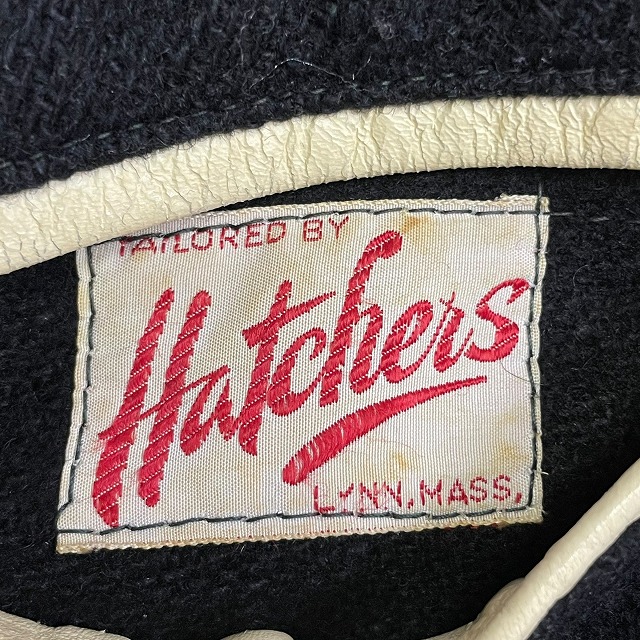 TAILORED BY
Hatchers
LYNN, MASS.